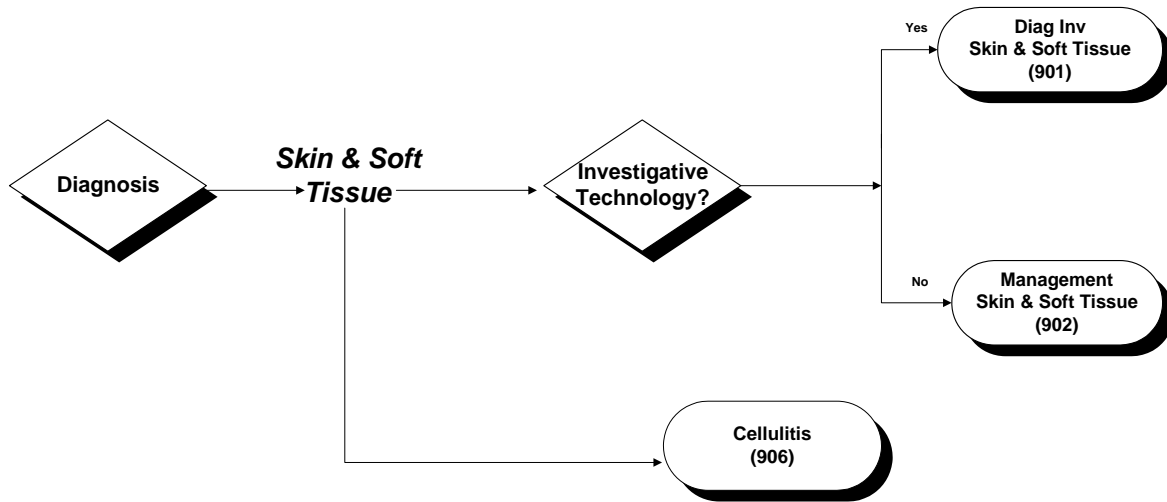 Diagnosis
Skin & Soft
Tissue
Investigative
Technology?
Yes
Diag Inv
Skin & Soft Tissue
(901)
No
Management
Skin & Soft Tissue
(902)
Cellulitis
(906)